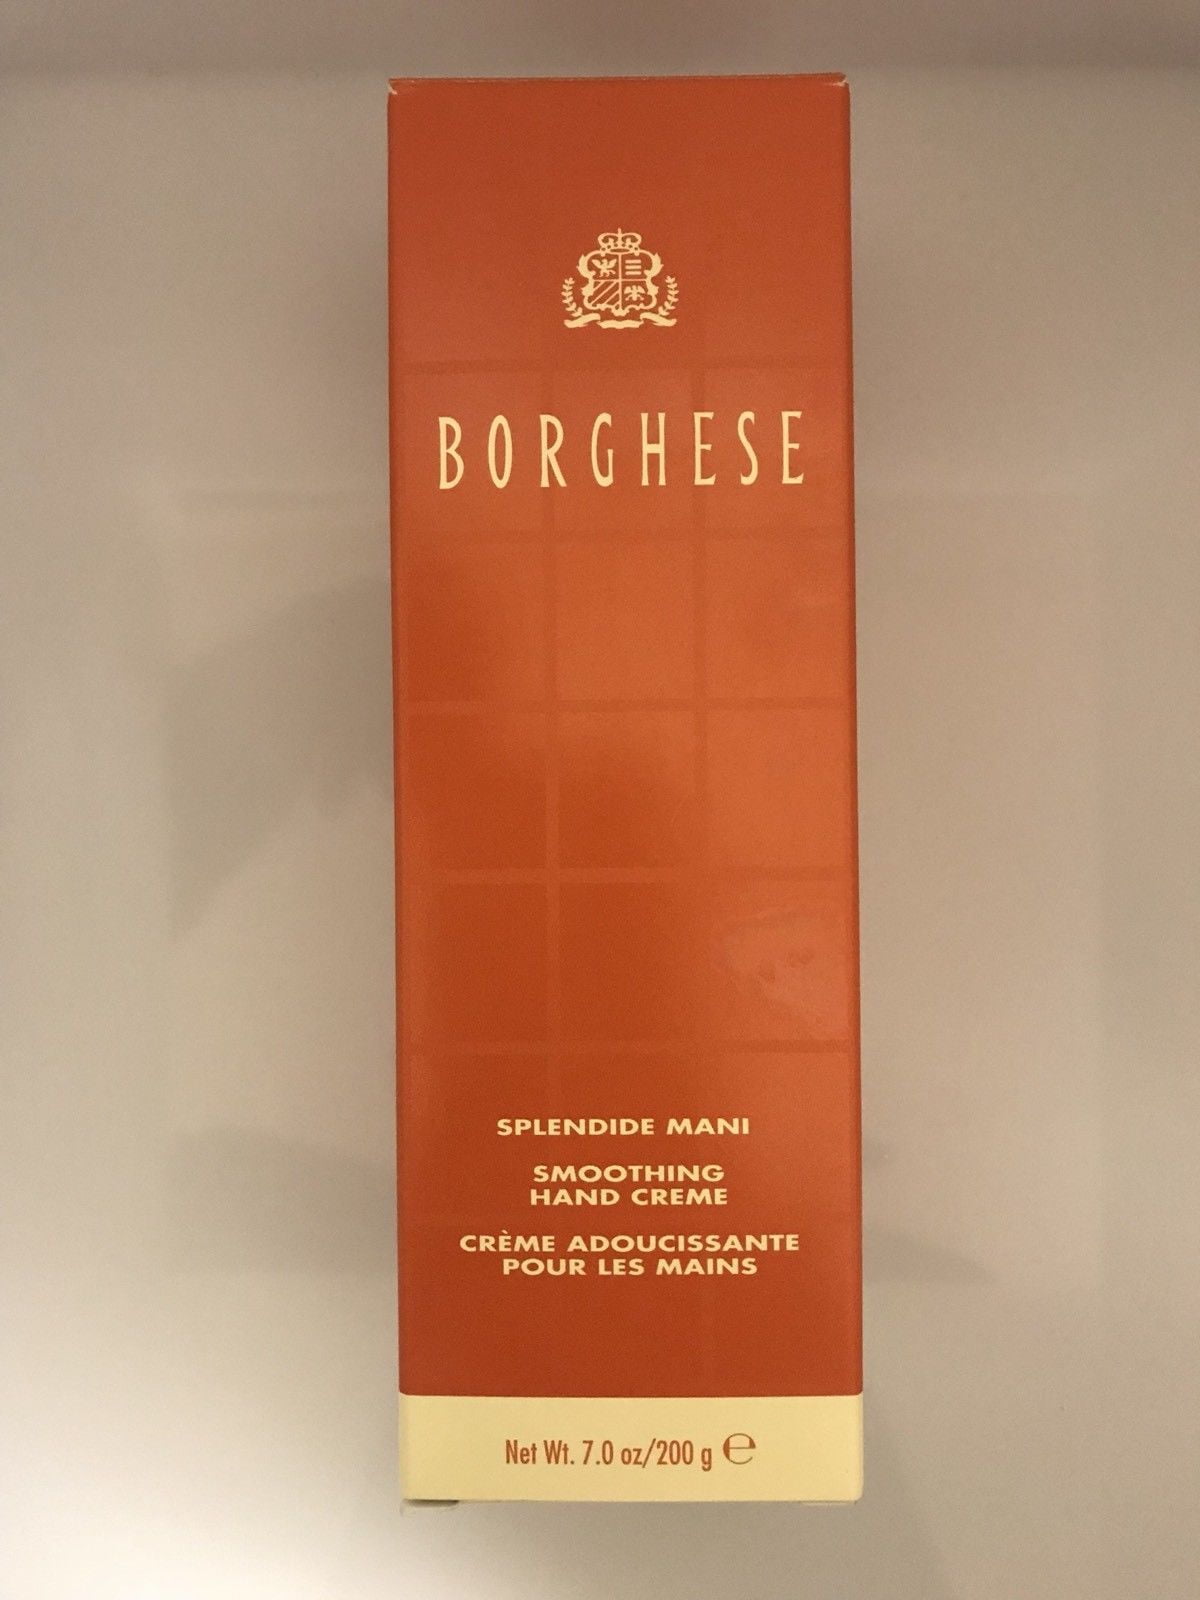 BORGHESE
SPLENDIDE MANI
SMOOTHING
HAND CREME
CRÈME ADOUCISSANTE
POUR LES MAINS
Net Wt. 7.0 oz/200 g ℮